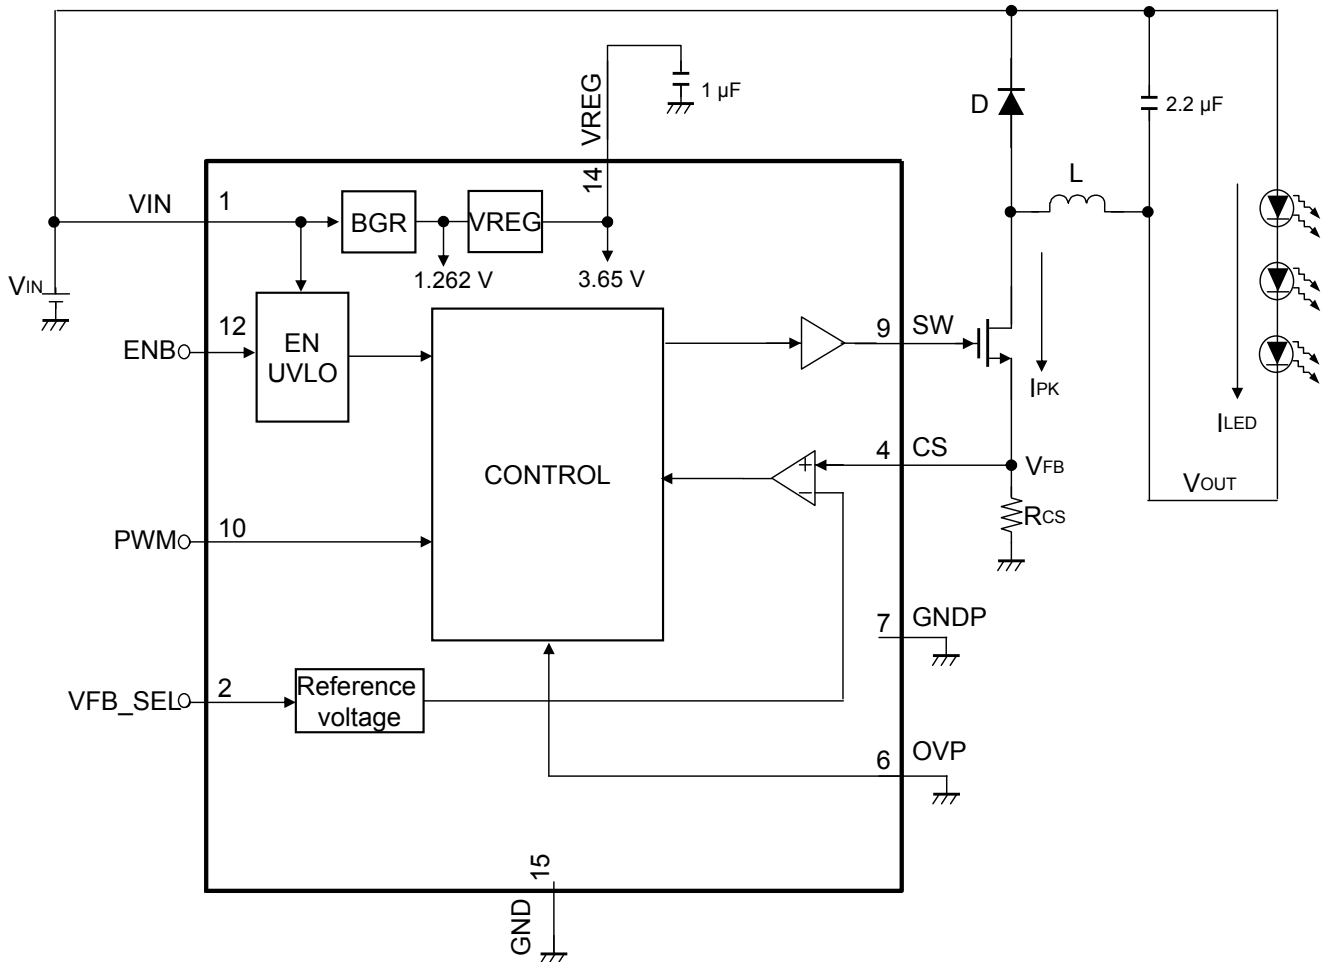 VREG
1 µF
D
2.2 µF
L
14
VIN
1
BGR
VREG
1.262 V
3.65 V
VIN
ENB
12
EN
UVLO
9
SW
IPK
ILED
CONTROL
4
CS
VFB
VOUT
RCS
PWM
10
7
GNDP
VFB_SEL
2
Reference
voltage
6
OVP
15
GND